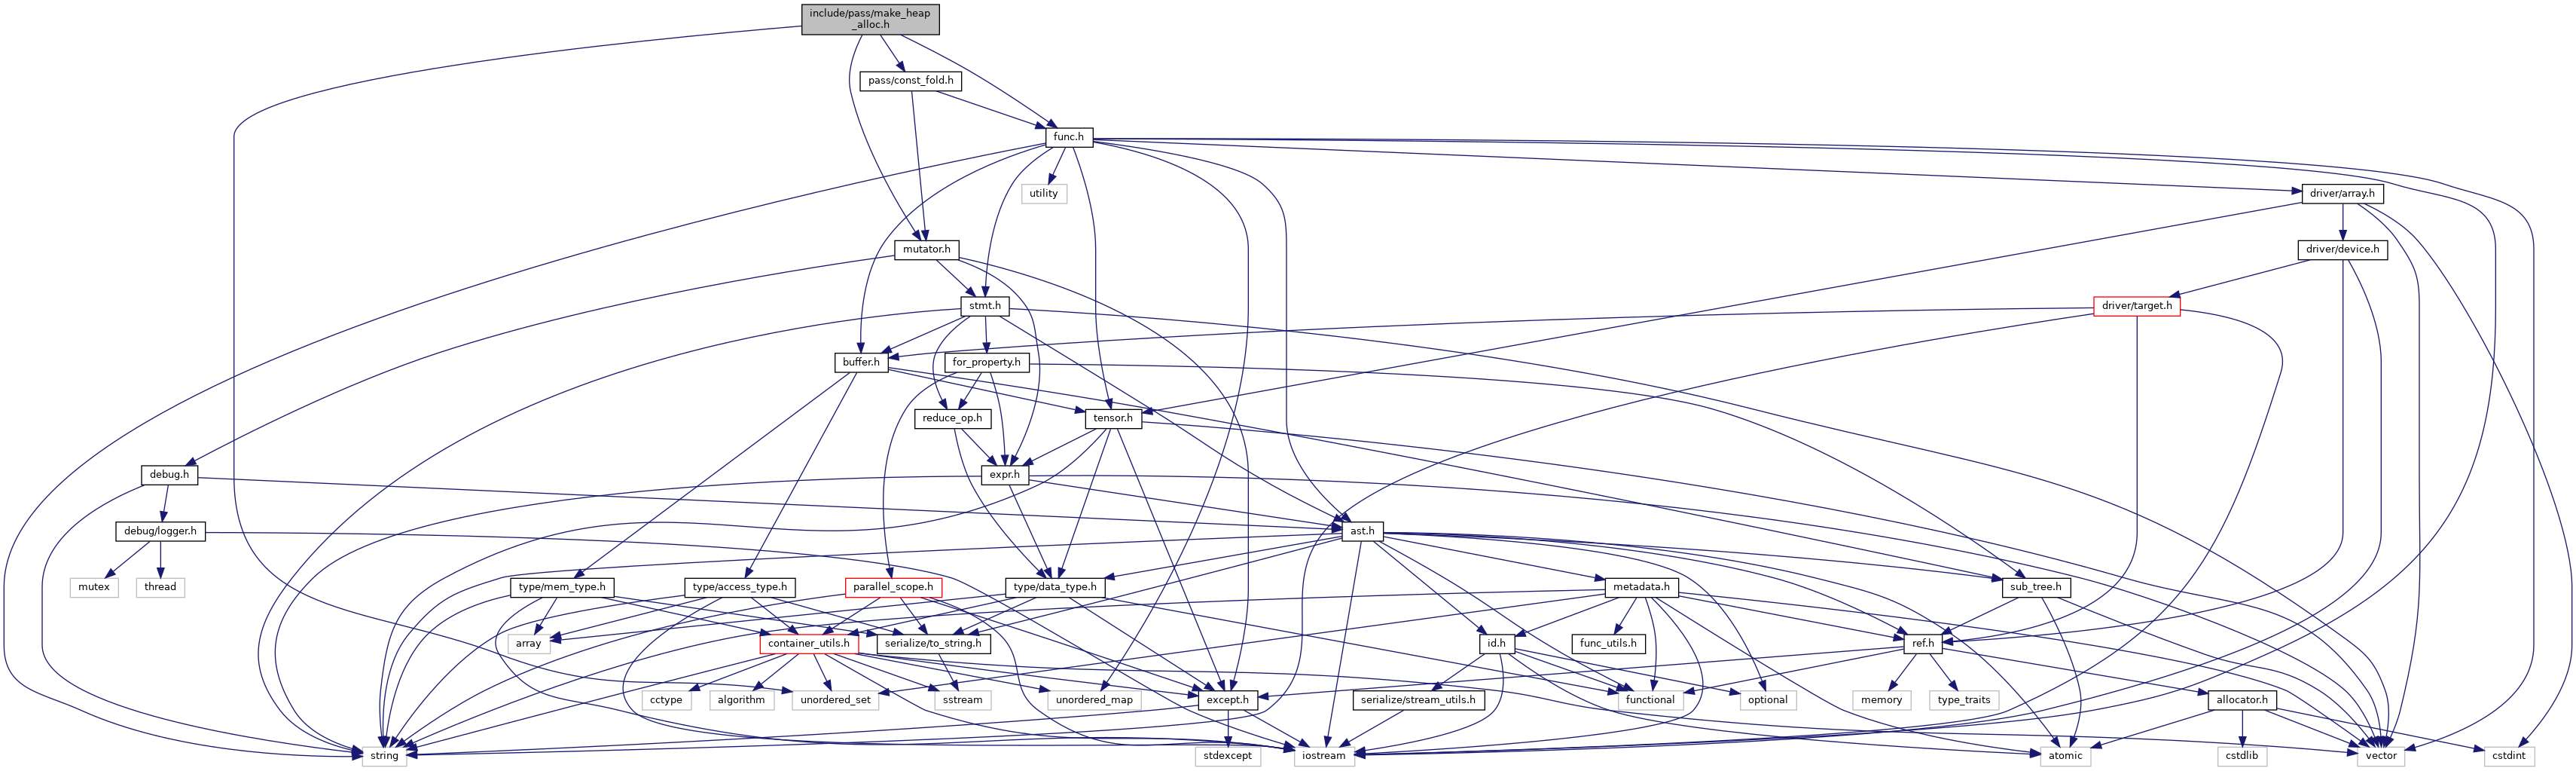 include/pass/make_heap
_alloc.h
pass/const_fold.h
func.h
utility
driver/array.h
mutator.h
driver/device.h
stmt.h
driver/target.h
buffer.h
for_property.h
reduce_op.h
tensor.h
debug.h
expr.h
debug/logger.h
ast.h
mutex
thread
type/mem_type.h
type/access_type.h
parallel_scope.h
type/data_type.h
metadata.h
sub_tree.h
array
container_utils.h
serialize/to_string.h
id.h
func_utils.h
ref.h
cctype
algorithm
unordered_set
sstream
unordered_map
except.h
serialize/stream_utils.h
functional
optional
memory
type_traits
allocator.h
string
stdexcept
iostream
atomic
cstdlib
vector
cstdint